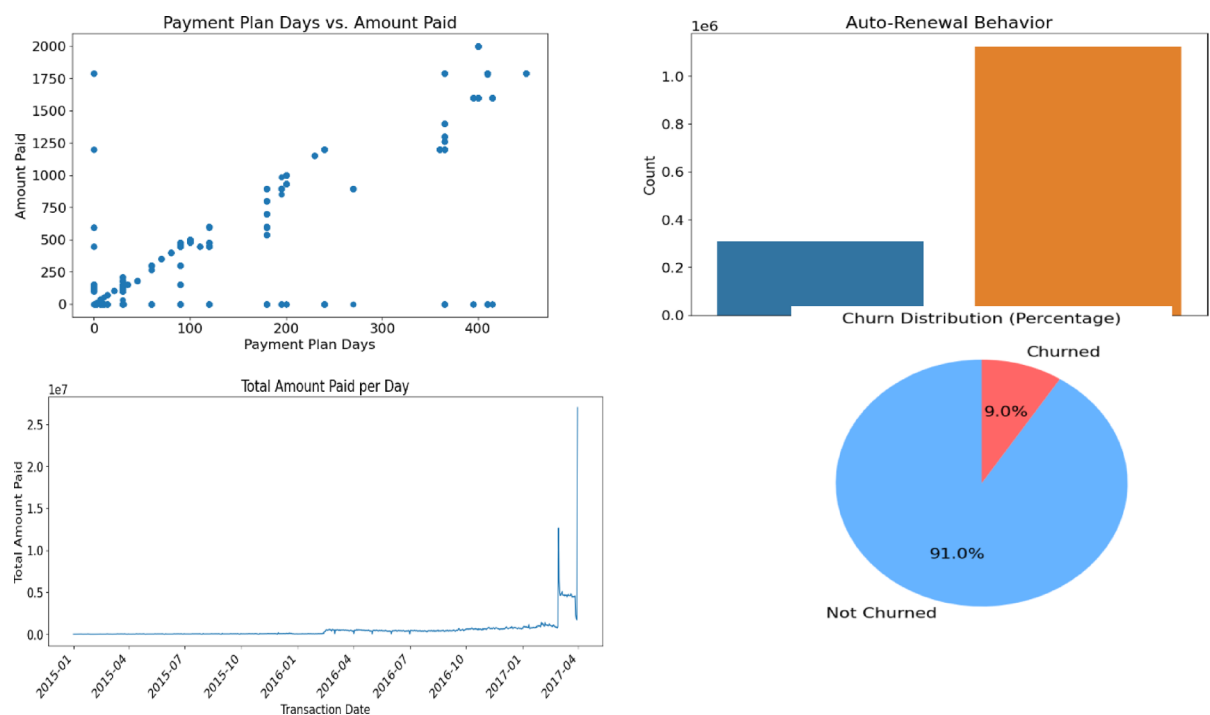 Payment Plan Days vs. Amount Paid
2000
1750
1500
1250
1000
750
500
250
0
Amount Paid
0 100 200 300 400
Payment Plan Days
Auto-Renewal Behavior
1e6
1.0
0.8
0.6
0.4
0.2
0.0
Count
Total Amount Paid per Day
1e7
2.5
2.0
1.5
1.0
0.5
0.0
Total Amount Paid
2015-01 2015-04 2015-07 2015-10 2016-01 2016-04 2016-07 2016-10 2017-01 2017-04
Transaction Date
Churn Distribution (Percentage)
Churned
9.0%
91.0%
Not Churned